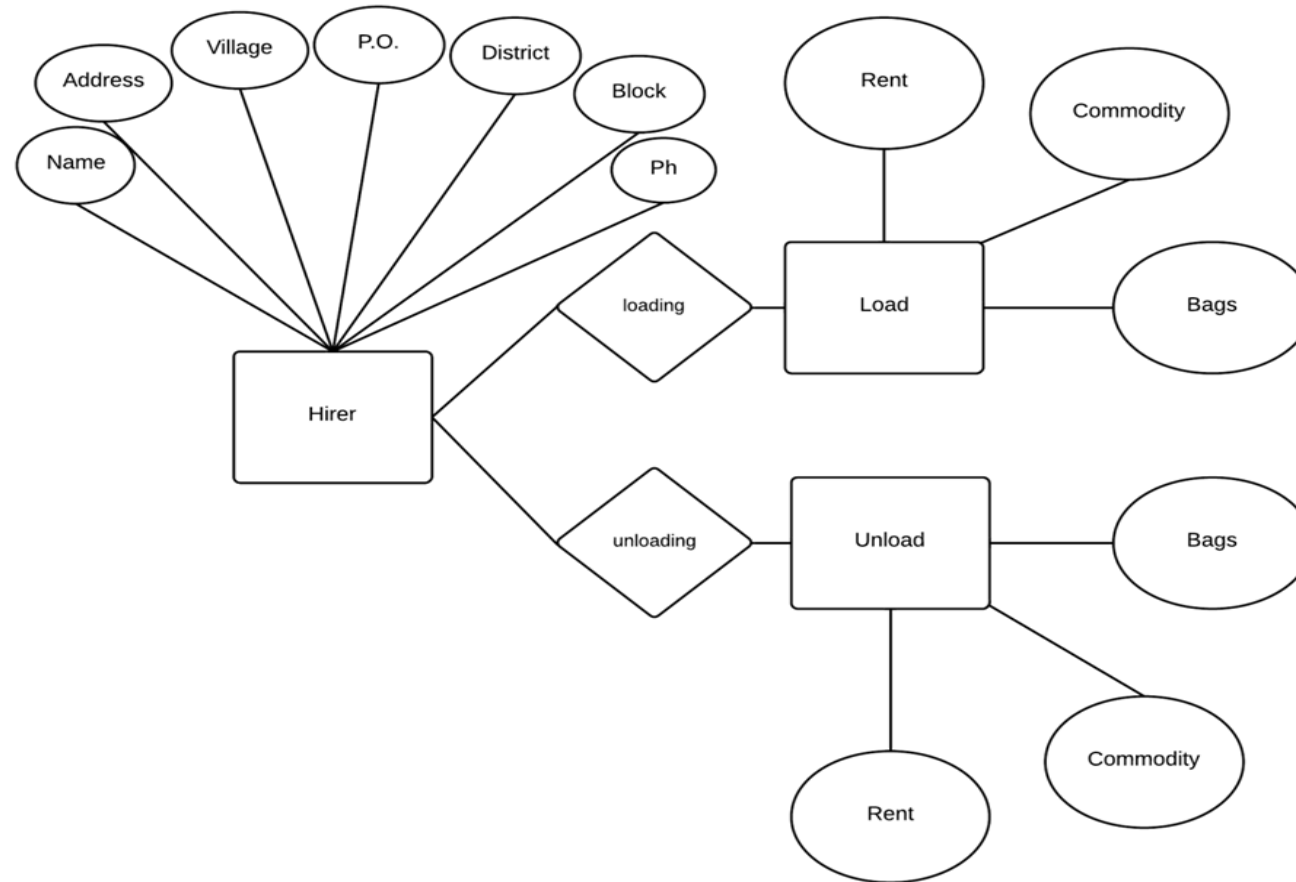 Name
Address
Village
P.O.
District
Block
Ph
Hirer
loading
Load
Rent
Commodity
Bags
unloading
Unload
Bags
Commodity
Rent